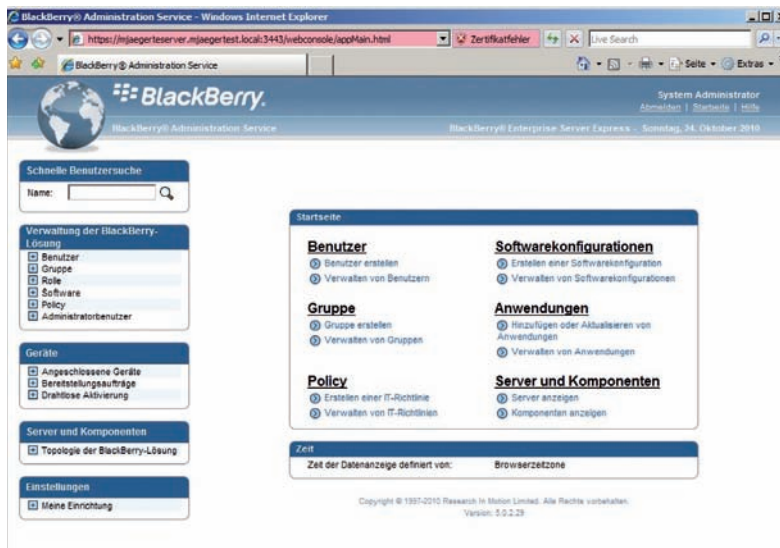 BlackBerry® Administration Service - Windows Internet Explorer
https://mjaegerteserver.mjaegertest.local:3443/webconsole/appMain.html
Zertifikatfehler
Live Search
BlackBerry® Administration Service
Seite
Extras
BlackBerry.
System Administrator
Abmelden | Startseite | Hilfe
BlackBerry® Administration Service
BlackBerry® Enterprise Server Express - Sonntag, 24. Oktober 2010
Schnelle Benutzersuche
Name:
Verwaltung der BlackBerry-
Lösung
Benutzer
Gruppe
Rolle
Software
Policy
Administratorbenutzer
Geräte
Angeschlossene Geräte
Bereitstellungsaufträge
Drahtlose Aktivierung
Server und Komponenten
Topologie der BlackBerry-Lösung
Einstellungen
Meine Einrichtung
Startseite
Benutzer
Benutzer erstellen
Verwalten von Benutzern
Gruppe
Gruppe erstellen
Verwalten von Gruppen
Policy
Erstellen einer IT-Richtlinie
Verwalten von IT-Richtlinien
Softwarekonfigurationen
Erstellen einer Softwarekonfiguration
Verwalten von Softwarekonfigurationen
Anwendungen
Hinzufügen oder Aktualisieren von
Anwendungen
Verwalten von Anwendungen
Server und Komponenten
Server anzeigen
Komponenten anzeigen
Zeit
Zeit der Datenanzeige definiert von:
Browserzeitzone
Copyright © 1997-2010 Research In Motion Limited. Alle Rechte vorbehalten.
Version: 5.0.2.29